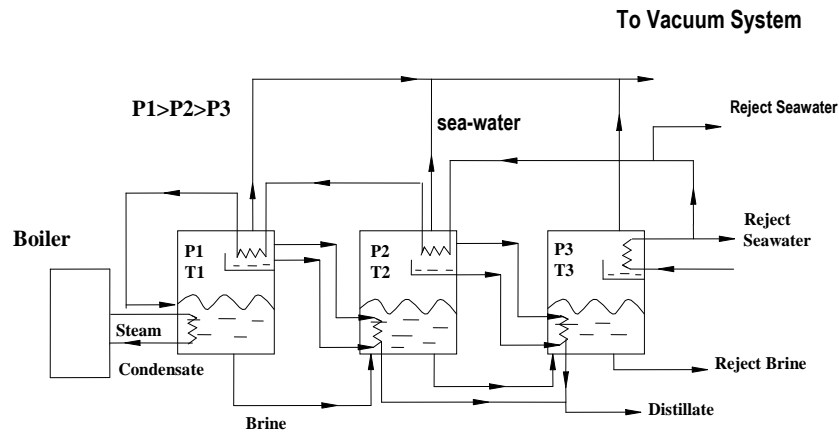 To Vacuum System
P1>P2>P3
sea-water
Reject Seawater
Boiler
P1
T1
P2
T2
P3
T3
Reject
Seawater
Steam
Condensate
Reject Brine
Brine
Distillate